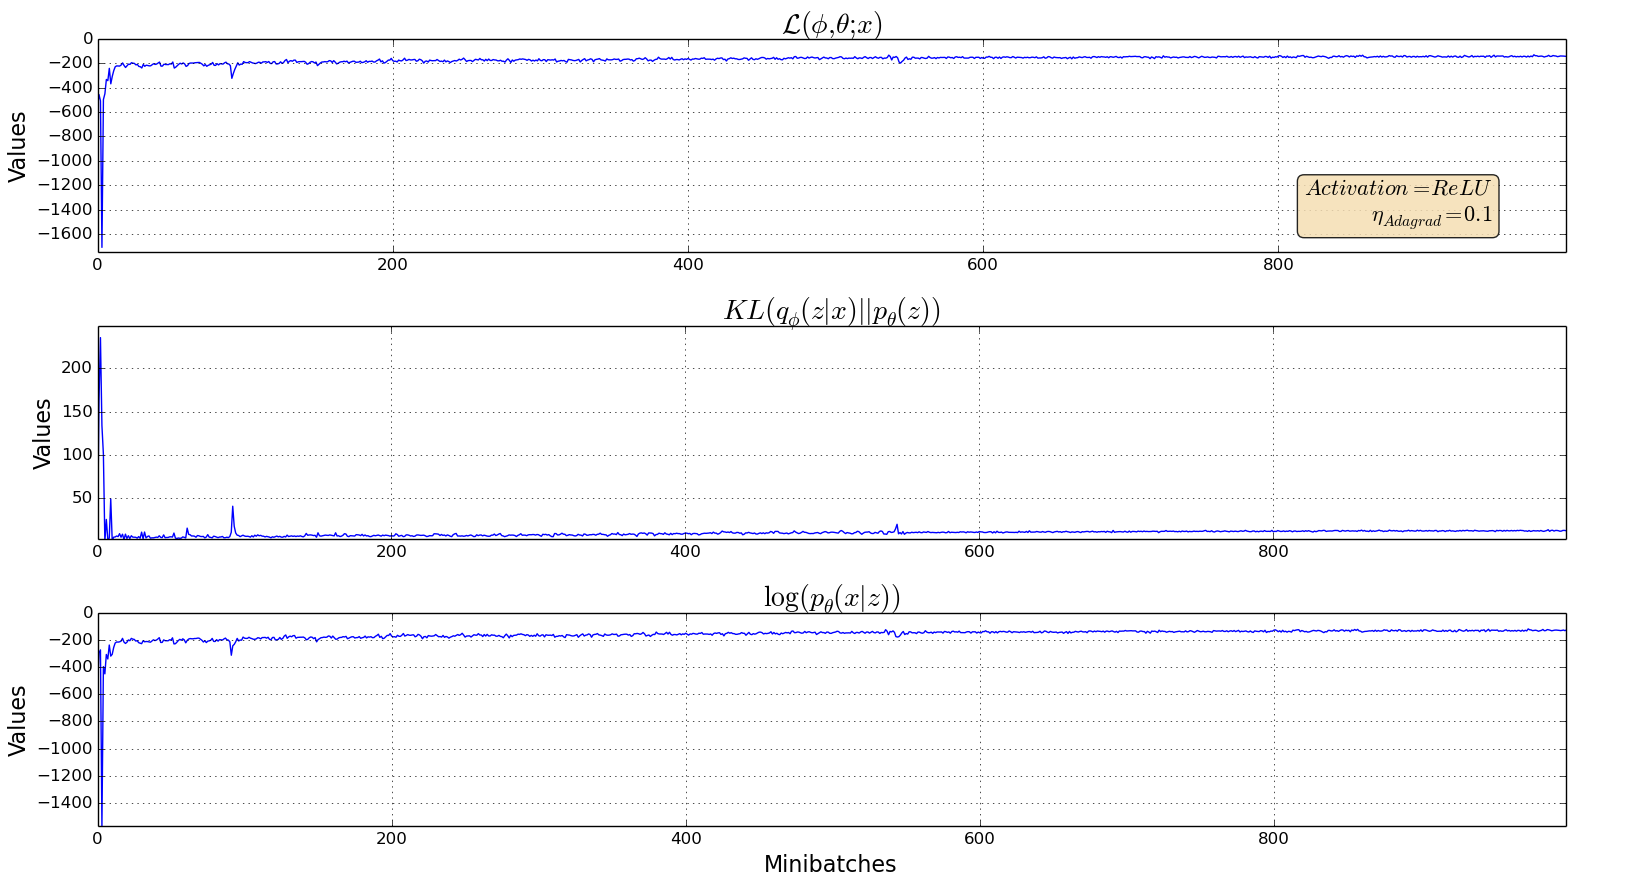 ℒ(ϕ,θ;x)
0
−200
−400
−600
−800
−1000
−1200
−1400
−1600
Values
Activation=ReLU
η_Adagrad=0.1
0 200 400 600 800
KL(q_ϕ(z|x)||p_θ(z))
200
150
100
50
Values
0 200 400 600 800
log(p_θ(x|z))
0
−200
−400
−600
−800
−1000
−1200
−1400
Values
0 200 400 600 800
Minibatches